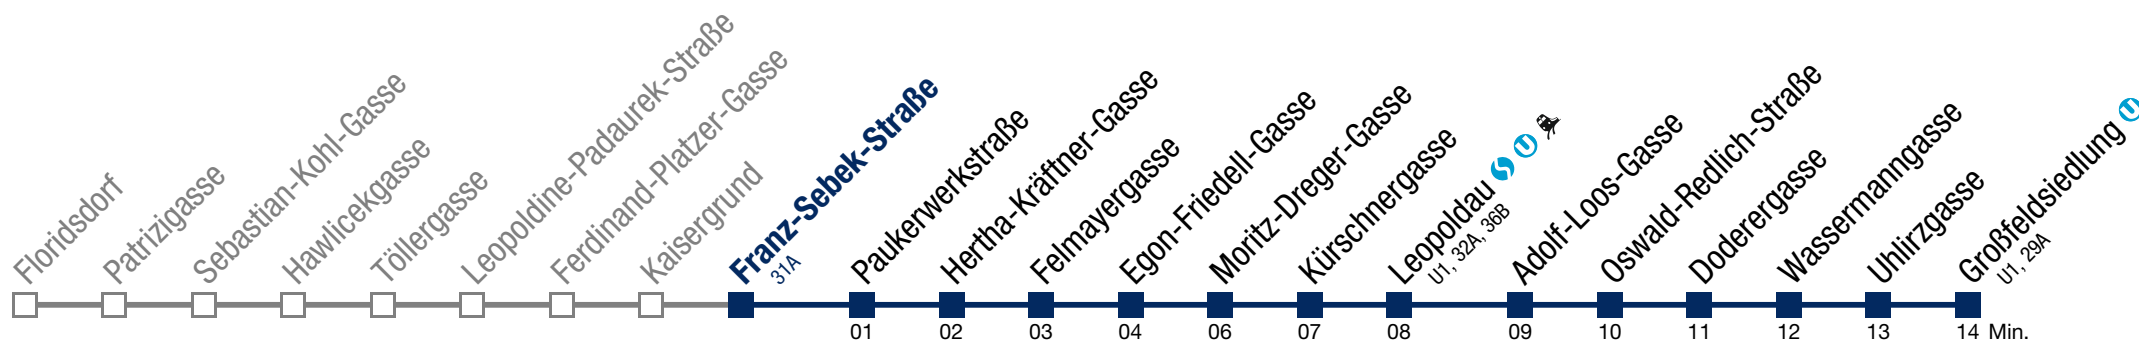 Floridsdorf
Patrizigasse
Sebastian-Kohl-Gasse
Hawlicekgasse
Töllergasse
Leopoldine-Padaurek-Straße
Ferdinand-Platzer-Gasse
Kaisergrund
Franz-Sebek-Straße
31A
Paukerwerkstraße
Hertha-Kräftner-Gasse
Felmayergasse
Egon-Friedell-Gasse
Moritz-Dreger-Gasse
Kürschnergasse
Leopoldau S U
U1, 32A, 36B
Adolf-Loos-Gasse
Oswald-Redlich-Straße
Doderergasse
Wassermanngasse
Uhlirzgasse
Großfeldsiedlung U
U1, 29A
01 02 03 04 06 07 08 09 10 11 12 13 14 Min.